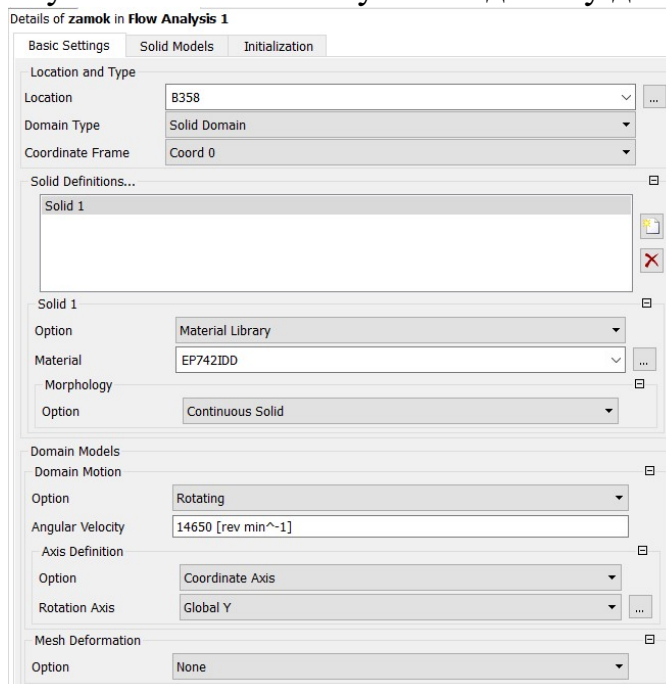 Details of zamok in Flow Analysis 1
Basic Settings Solid Models Initialization
Location and Type
Location B358 ...
Domain Type Solid Domain
Coordinate Frame Coord 0
Solid Definitions...
Solid 1
Solid 1
Option Material Library
Material EP742IDD ...
Morphology
Option Continuous Solid
Domain Models
Domain Motion
Option Rotating
Angular Velocity 14650 [rev min^-1]
Axis Definition
Option Coordinate Axis
Rotation Axis Global Y ...
Mesh Deformation
Option None